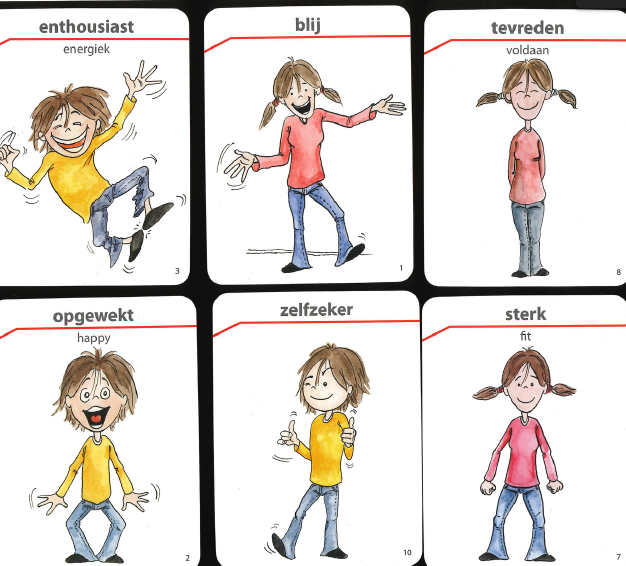 enthousiast
energiek
3
blij
1
tevreden
voldaan
8
opgewekt
happy
2
zelfzeker
10
sterk
fit
7